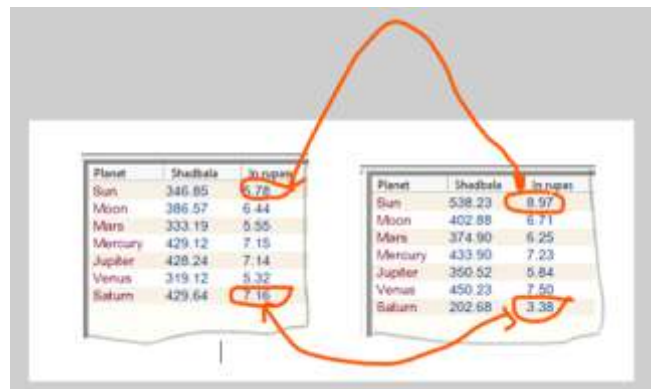 Planet Shadbala In rupas
Sun 346.85 5.78
Moon 386.57 6.44
Mars 333.19 5.55
Mercury 429.12 7.15
Jupiter 428.24 7.14
Venus 319.12 5.32
Saturn 429.64 7.16
Planet Shadbala In rupas
Sun 538.23 8.97
Moon 402.88 6.71
Mars 374.90 6.25
Mercury 433.90 7.23
Jupiter 350.52 5.84
Venus 450.23 7.50
Saturn 202.68 3.38